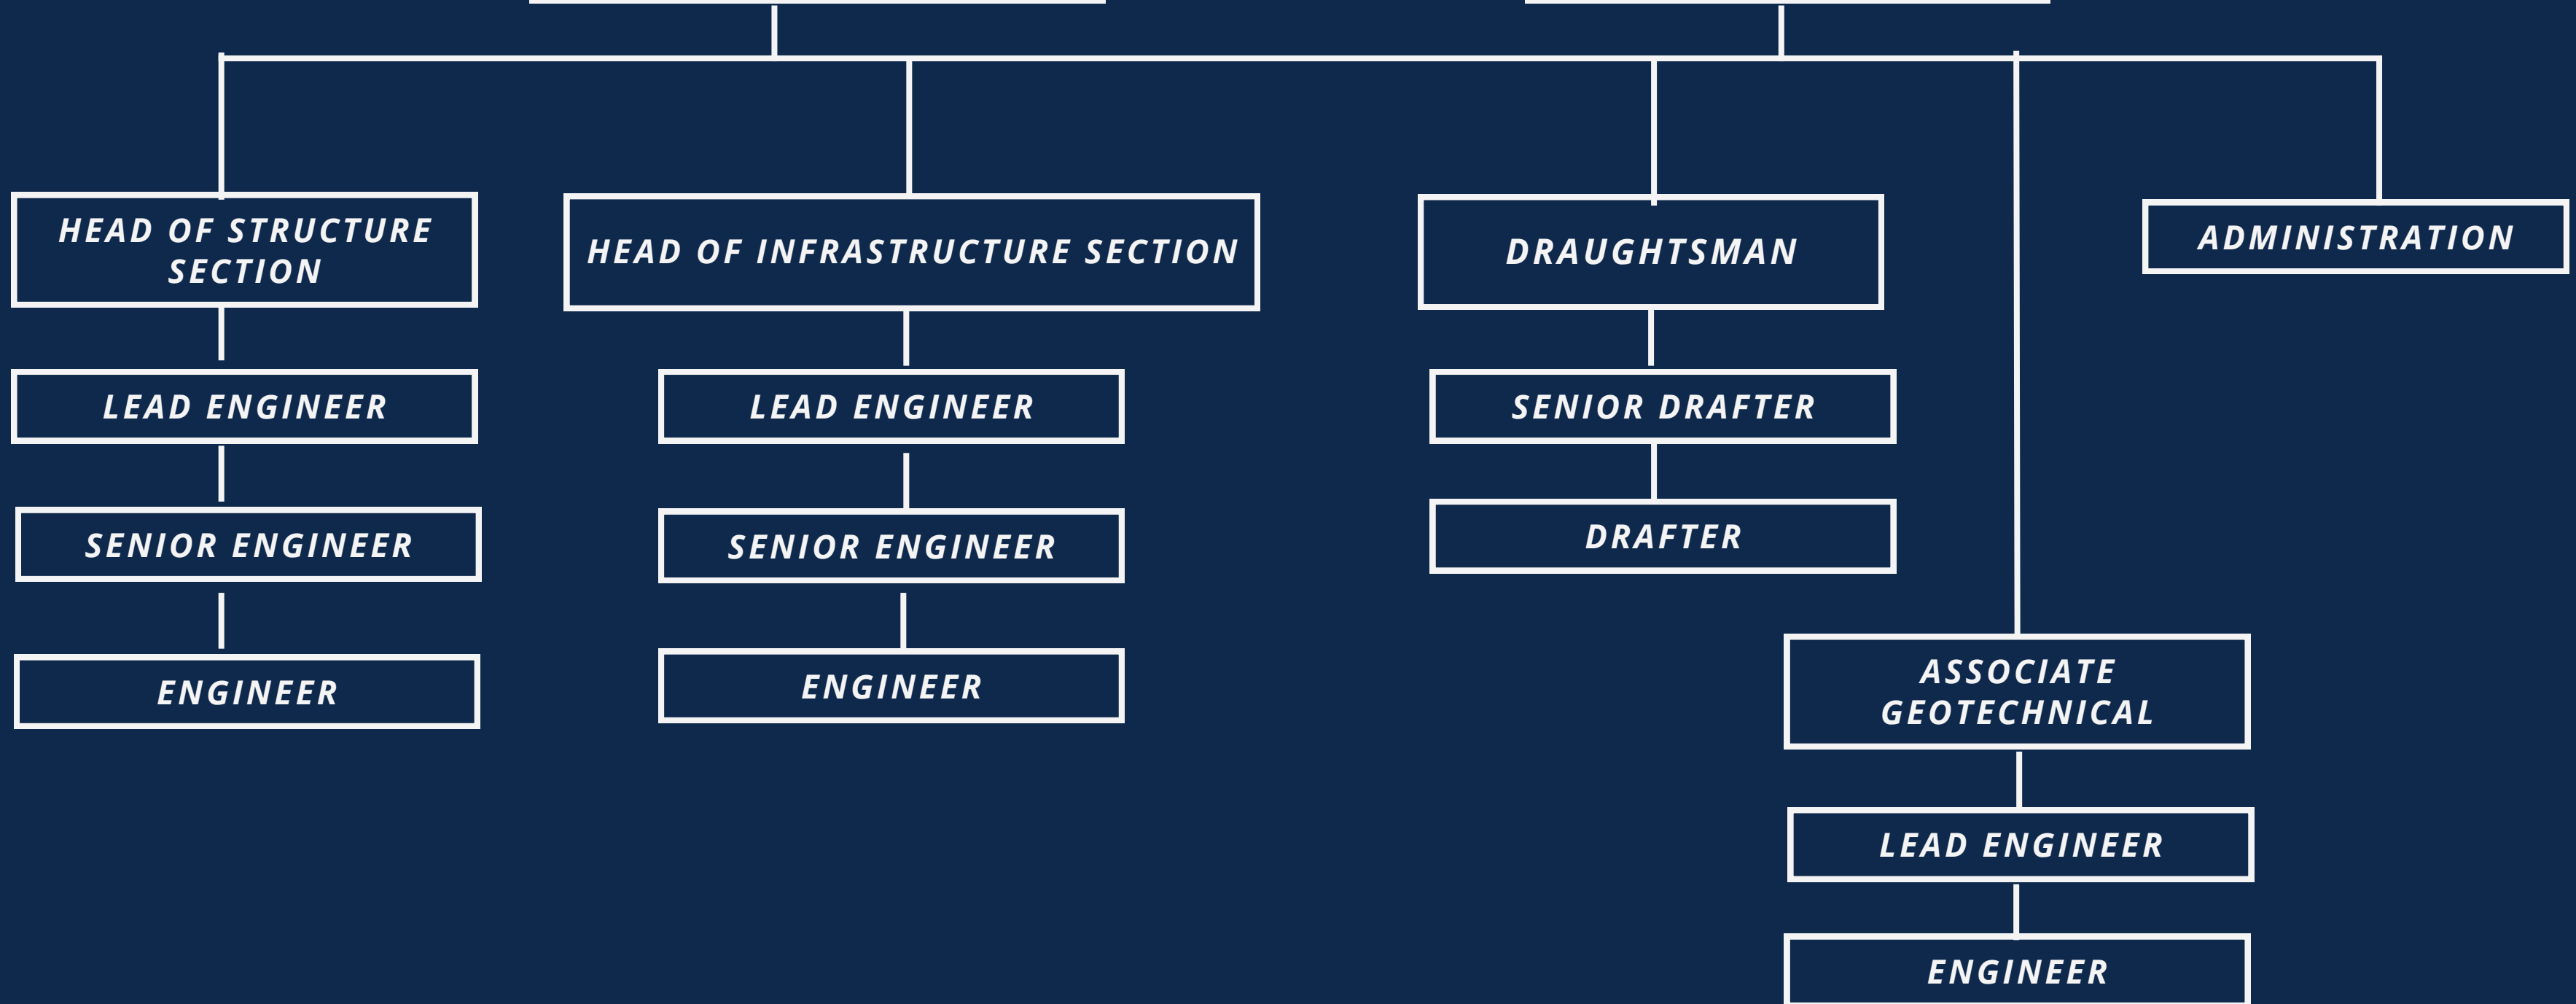 HEAD OF STRUCTURE
SECTION
HEAD OF INFRASTRUCTURE SECTION
DRAUGHTSMAN
ADMINISTRATION
LEAD ENGINEER
LEAD ENGINEER
SENIOR DRAFTER
SENIOR ENGINEER
SENIOR ENGINEER
DRAFTER
ENGINEER
ENGINEER
ASSOCIATE
GEOTECHNICAL
LEAD ENGINEER
ENGINEER